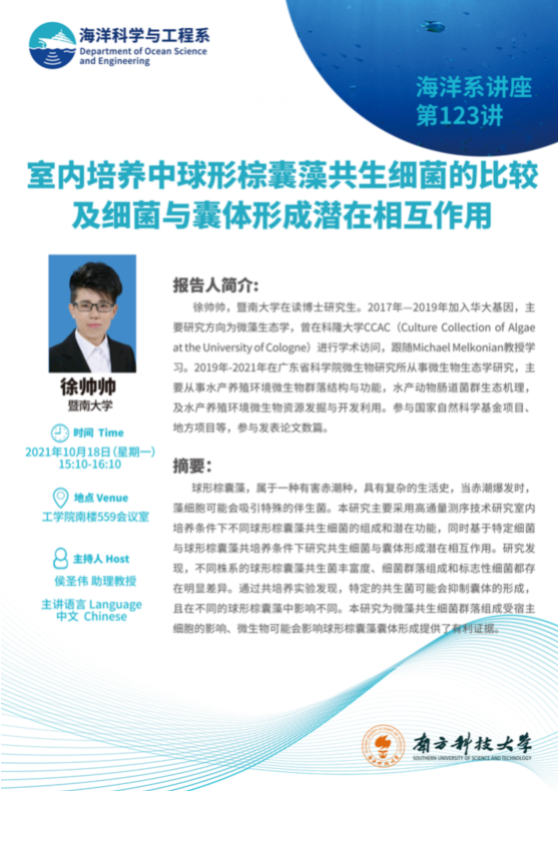 海洋科学与工程系
Department of Ocean Science
and Engineering
海洋系讲座
第123讲
室内培养中球形棕囊藻共生细菌的比较
及细菌与囊体形成潜在相互作用
徐帅帅
暨南大学
时间 Time
2021年10月18日（星期一）
15:10-16:10
地点 Venue
工学院南楼559会议室
主持人 Host
侯圣伟 助理教授
主讲语言 Language
中文 Chinese
报告人简介:
徐帅帅，暨南大学在读博士研究生。2017年—2019年加入华大基因，主
要研究方向为微藻生态学，曾在科隆大学CCAC（Culture Collection of Algae
at the University of Cologne）进行学术访问，跟随Michael Melkonian教授学
习。2019年-2021年在广东省科学院微生物研究所从事微生物生态学研究，主
要从事水产养殖环境微生物群落结构与功能，水产动物肠道菌群生态机理，
及水产养殖环境微生物资源发掘与开发利用。参与国家自然科学基金项目、
地方项目等，参与发表论文数篇。
摘要：
球形棕囊藻，属于一种有害赤潮种，具有复杂的生活史，当赤潮爆发时，
藻细胞可能会吸引特殊的伴生菌。本研究主要采用高通量测序技术研究室内
培养条件下不同球形棕囊藻共生细菌的组成和潜在功能，同时基于特定细菌
与球形棕囊藻共培养条件下研究共生细菌与囊体形成潜在相互作用。研究发
现，不同株系的球形棕囊藻共生菌丰富度、细菌群落组成和标志性细菌都存
在明显差异。通过共培养实验发现，特定的共生菌可能会抑制囊体的形成，
且在不同的球形棕囊藻中影响不同。本研究为微藻共生细菌群落组成受宿主
细胞的影响、微生物可能会影响球形棕囊藻囊体形成提供了有利证据。
南方科技大学
SOUTHERN UNIVERSITY OF SCIENCE AND TECHNOLOGY